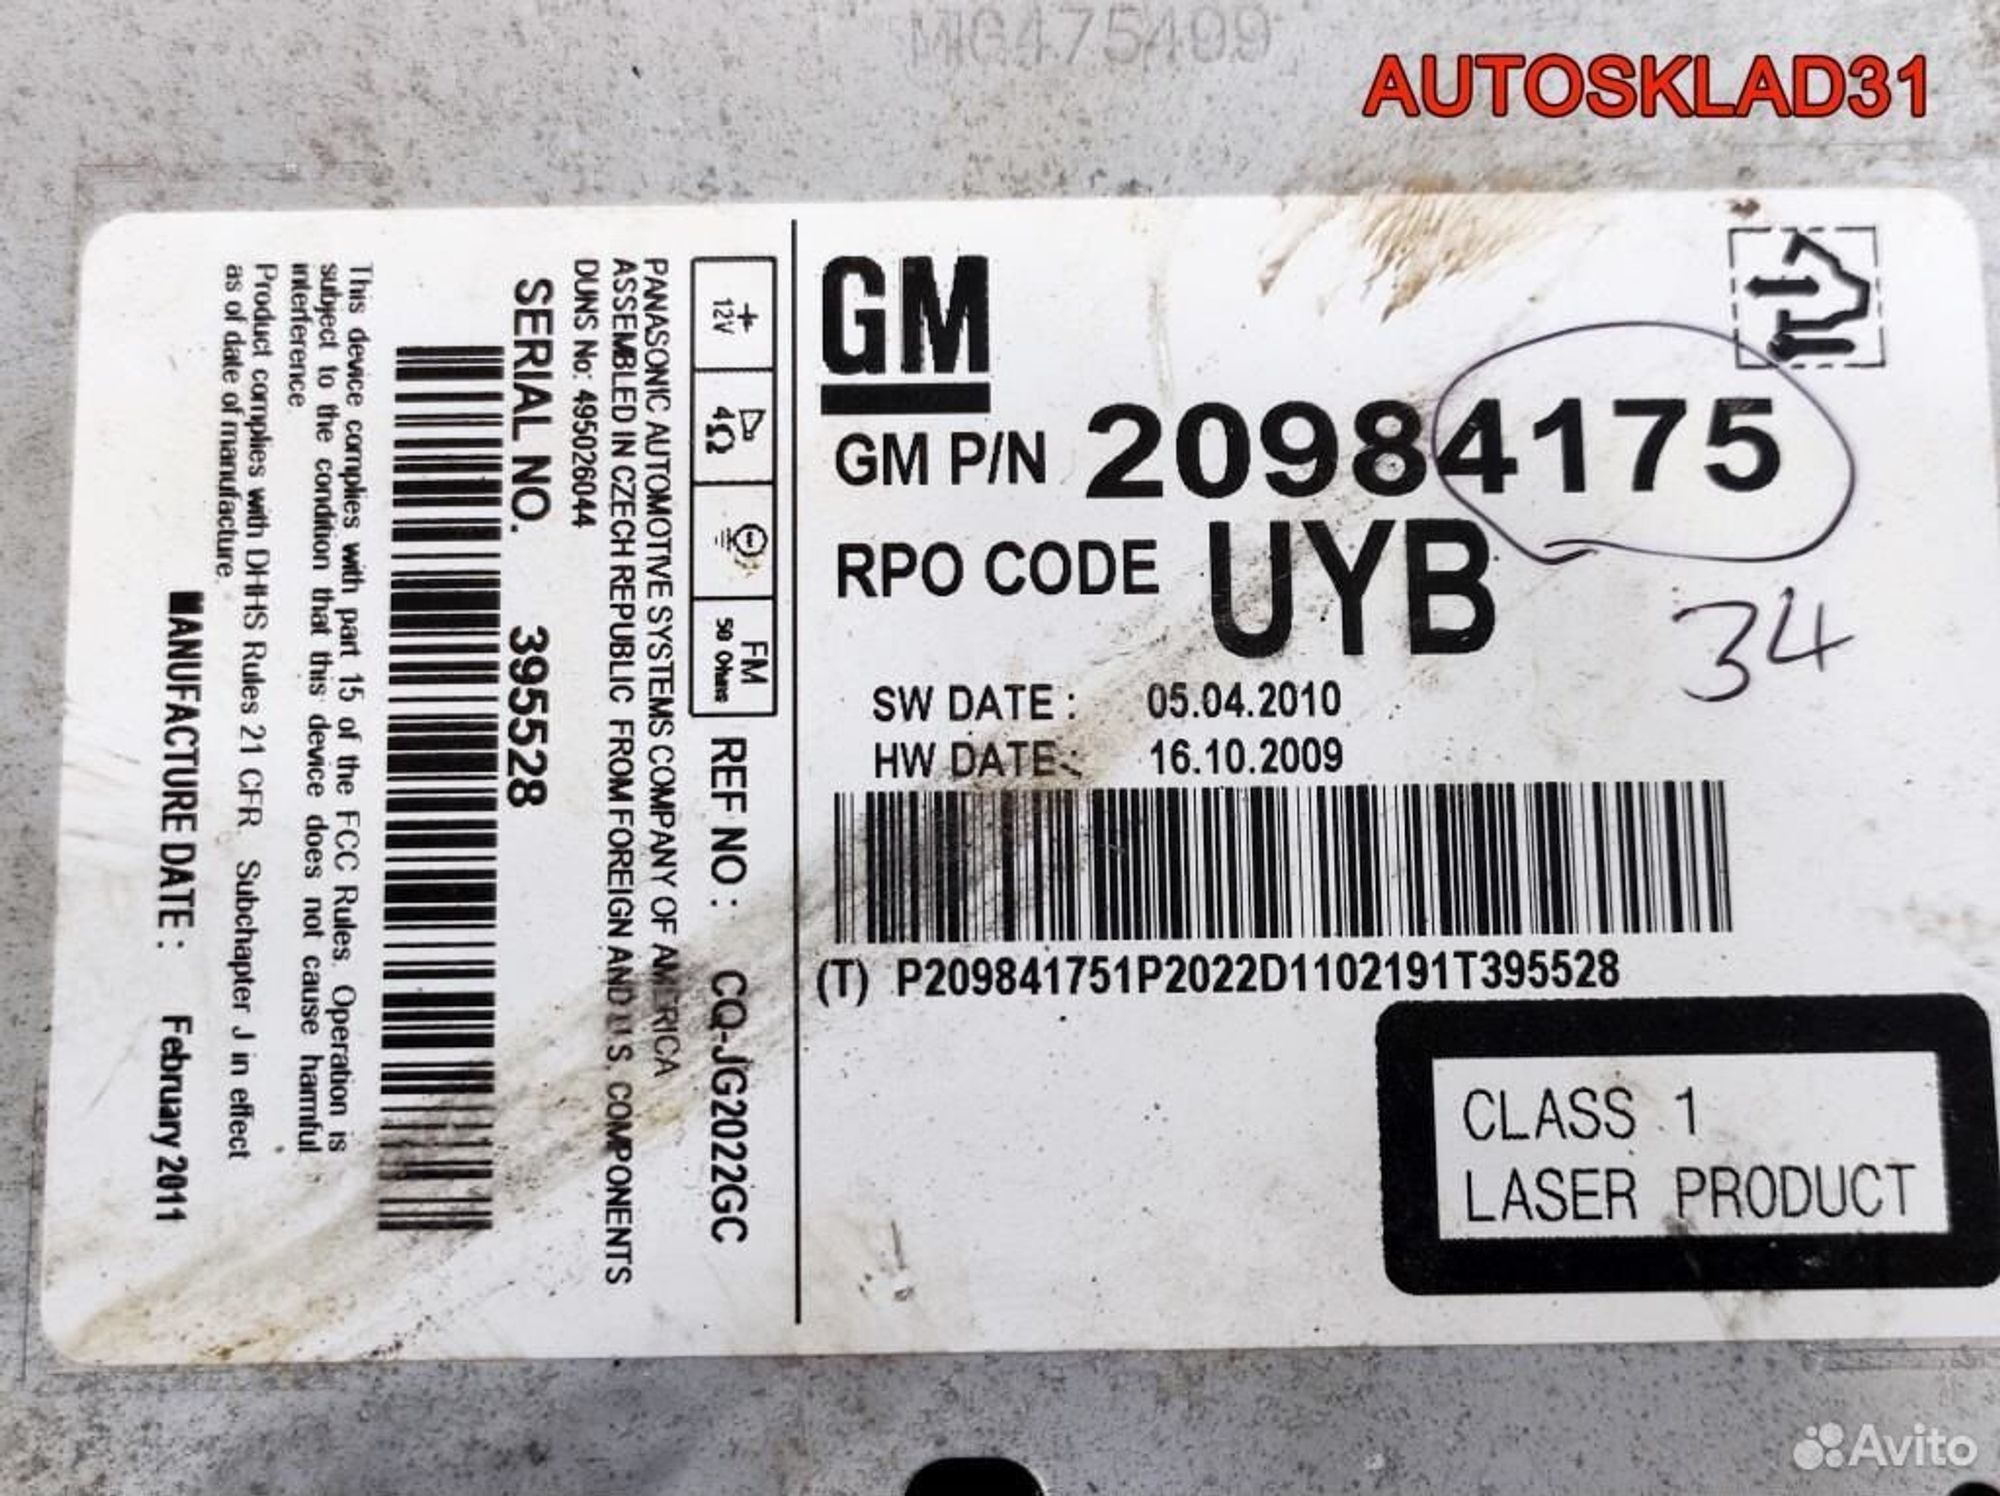 MIG475499
AUTOSKLAD31
GM
GM P/N 20984175
RPO CODE UYB
34
SW DATE : 05.04.2010
HW DATE : 16.10.2009
(T) P209841751P2022D1102191T395528
CLASS 1
LASER PRODUCT
+ 12V
4Ω
FM 50 Ohms
REF NO : CQ-JG2022GC
PANASONIC AUTOMOTIVE SYSTEMS COMPANY OF AMERICA
ASSEMBLED IN CZECH REPUBLIC FROM FOREIGN AND U.S. COMPONENTS
DUNS No: 495026044
SERIAL NO. 395528
This device complies with part 15 of the FCC Rules. Operation is
subject to the condition that this device does not cause harmful
interference
Product complies with DHHS Rules 21 CFR Subchapter J in effect
as of date of manufacture.
MANUFACTURE DATE : February 2011
Avito